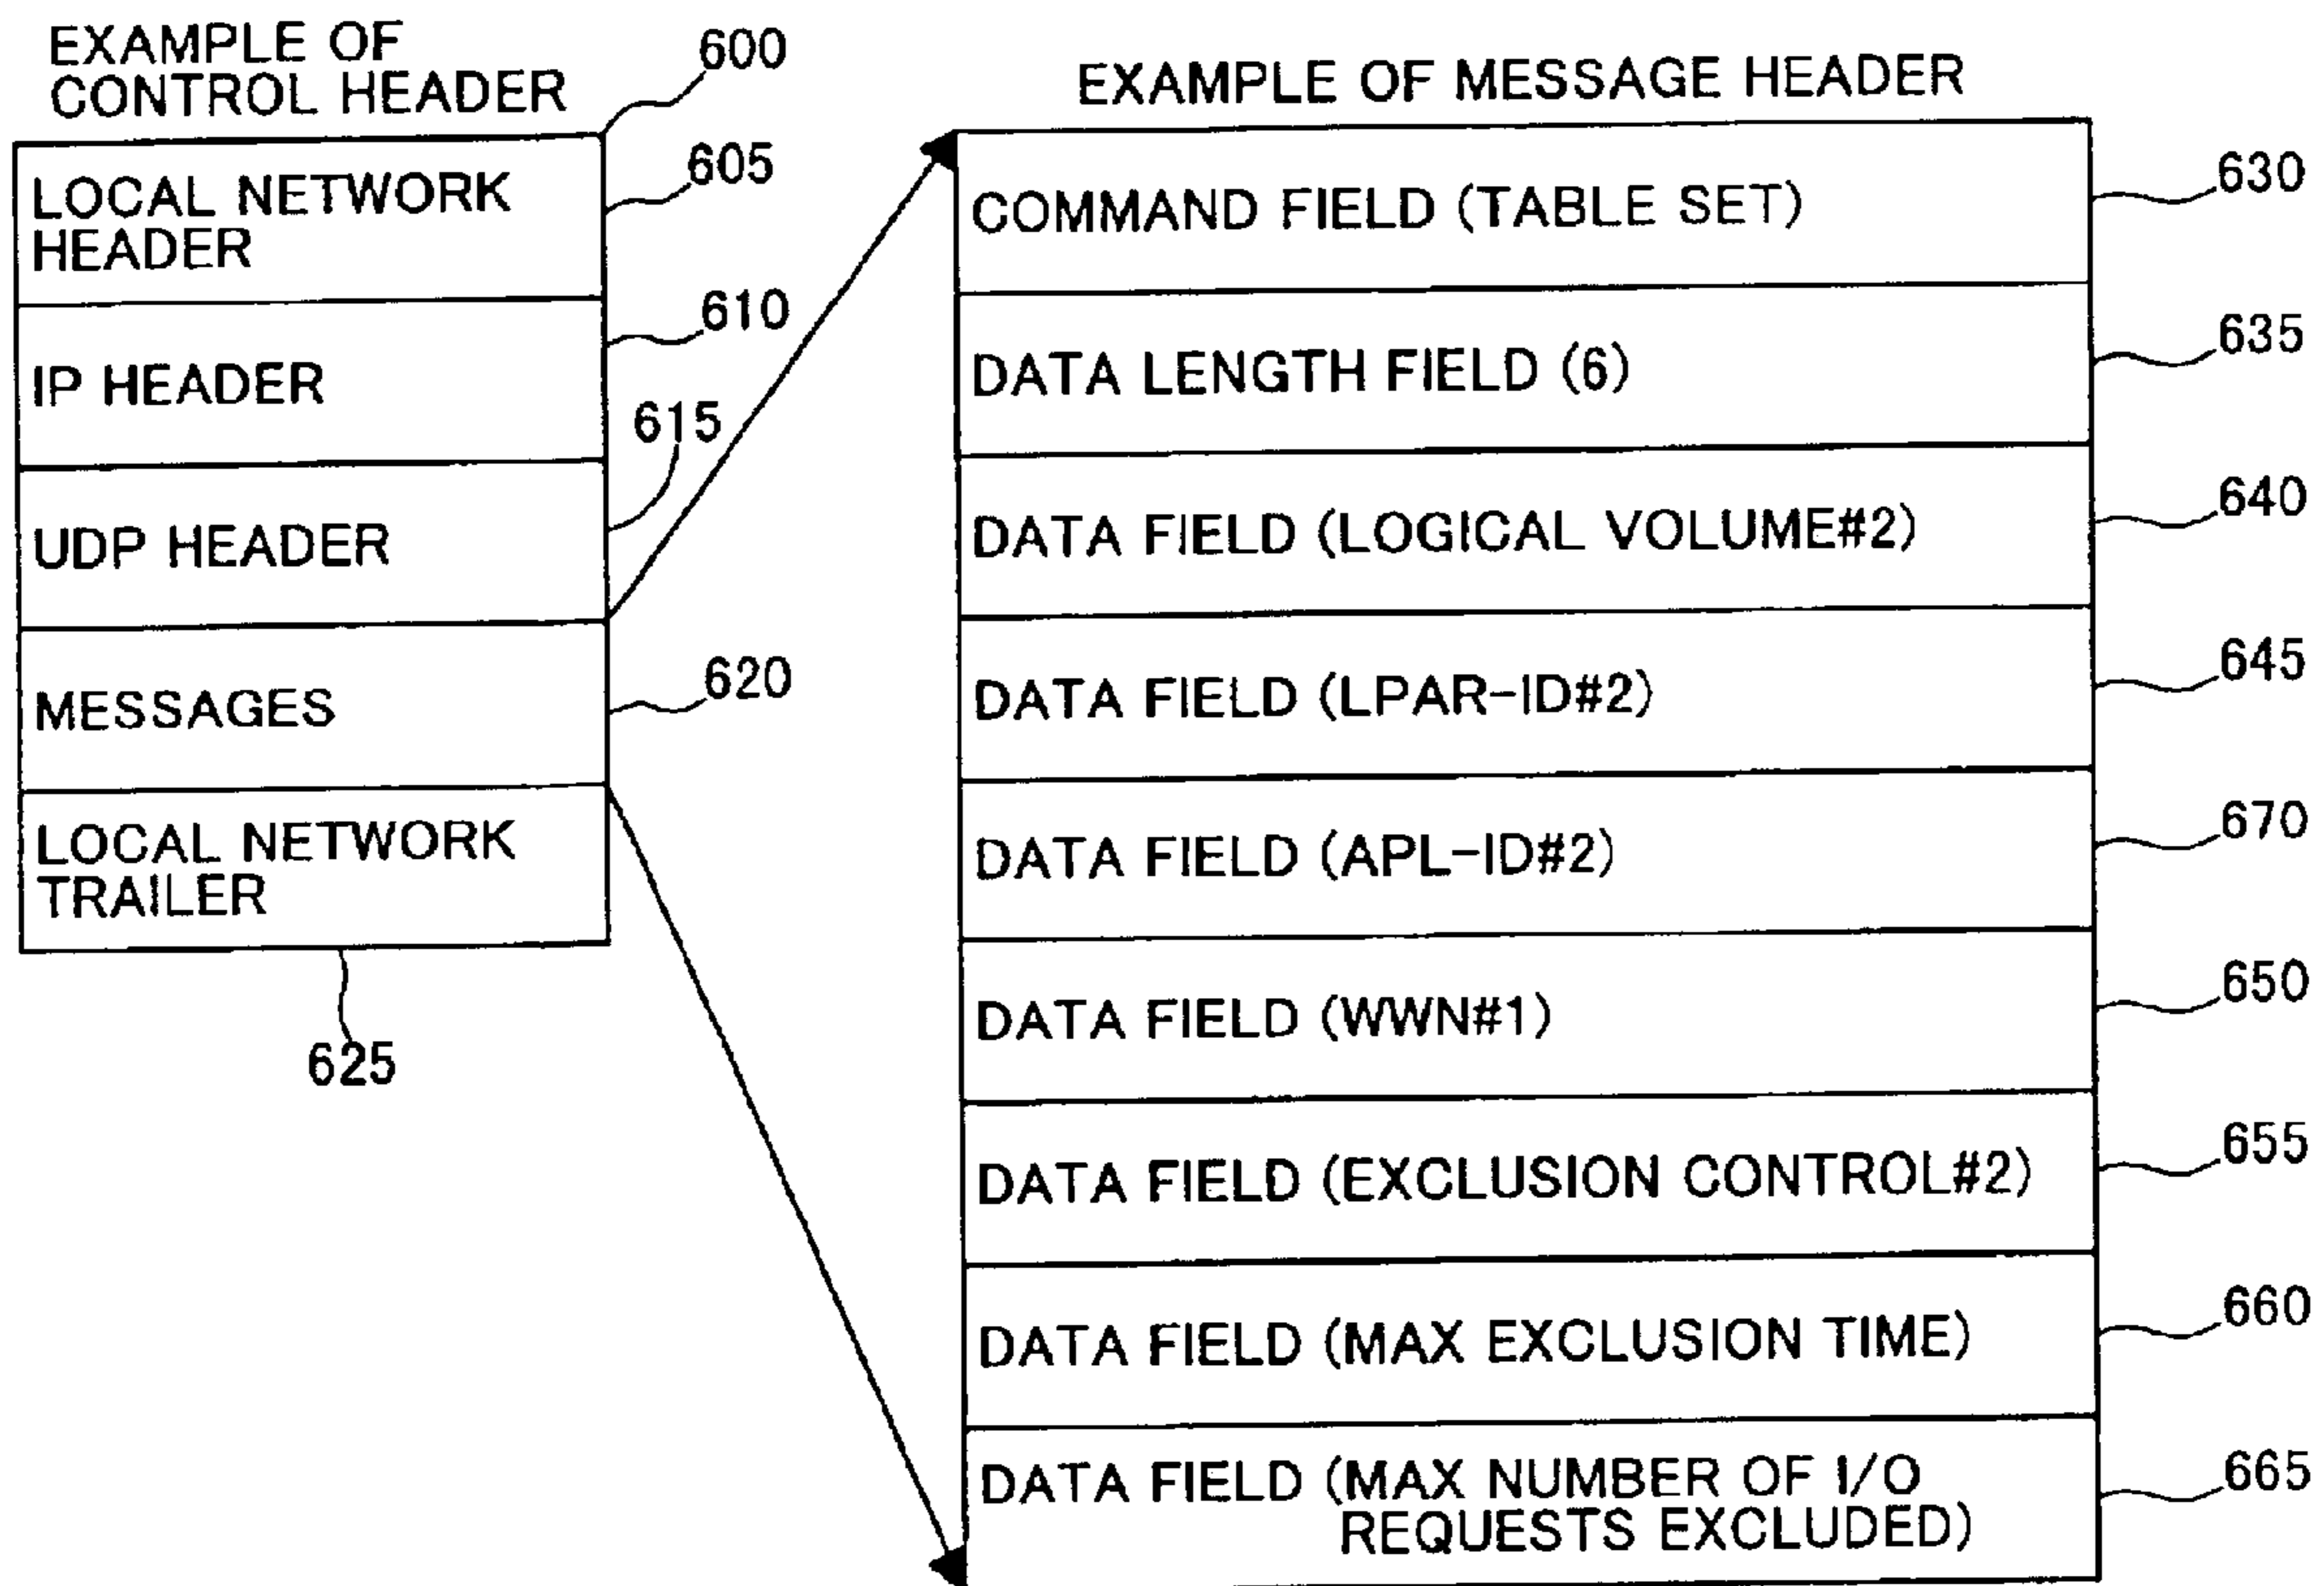 EXAMPLE OF
CONTROL HEADER
600
LOCAL NETWORK
HEADER
605
IP HEADER
610
UDP HEADER
615
MESSAGES
620
LOCAL NETWORK
TRAILER
625
EXAMPLE OF MESSAGE HEADER
COMMAND FIELD (TABLE SET)
630
DATA LENGTH FIELD (6)
635
DATA FIELD (LOGICAL VOLUME#2)
640
DATA FIELD (LPAR-ID#2)
645
DATA FIELD (APL-ID#2)
670
DATA FIELD (WWN#1)
650
DATA FIELD (EXCLUSION CONTROL#2)
655
DATA FIELD (MAX EXCLUSION TIME)
660
DATA FIELD (MAX NUMBER OF I/O
REQUESTS EXCLUDED)
665